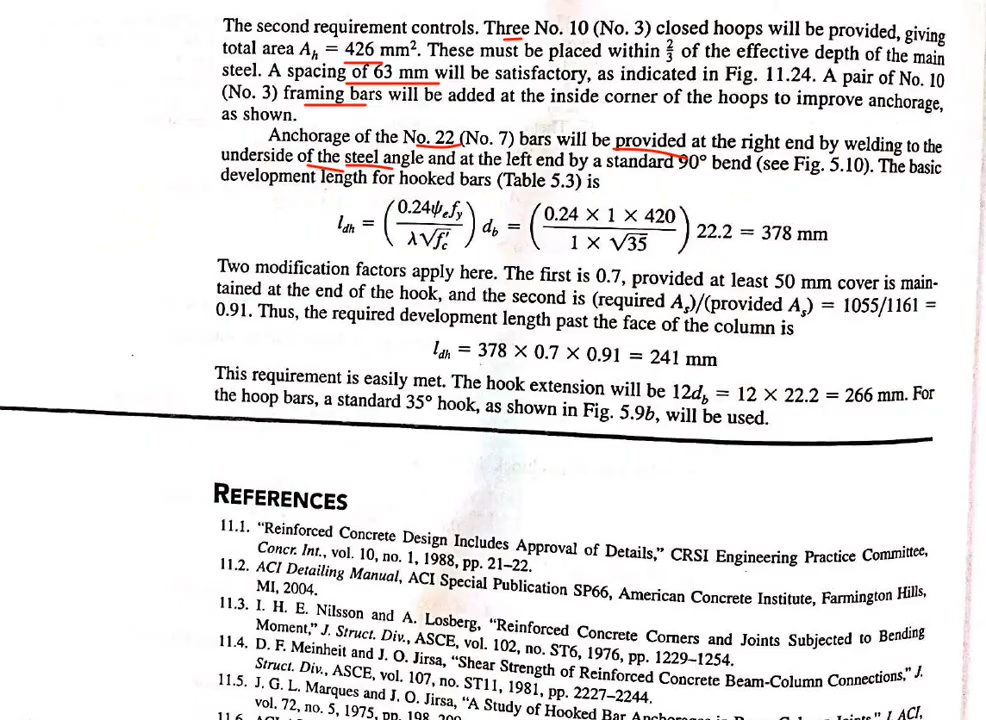 The second requirement controls. Three No. 10 (No. 3) closed hoops will be provided, giving
total area Aₕ = 426 mm². These must be placed within ⅔ of the effective depth of the main
steel. A spacing of 63 mm will be satisfactory, as indicated in Fig. 11.24. A pair of No. 10
(No. 3) framing bars will be added at the inside corner of the hoops to improve anchorage,
as shown.
Anchorage of the No. 22 (No. 7) bars will be provided at the right end by welding to the
underside of the steel angle and at the left end by a standard 90° bend (see Fig. 5.10). The basic
development length for hooked bars (Table 5.3) is
l_dh = (0.24ψ_e f_y / λ√f′_c) d_b = (0.24 × 1 × 420 / 1 × √35) 22.2 = 378 mm
Two modification factors apply here. The first is 0.7, provided at least 50 mm cover is main-
tained at the end of the hook, and the second is (required A_s)/(provided A_s) = 1055/1161 =
0.91. Thus, the required development length past the face of the column is
l_dh = 378 × 0.7 × 0.91 = 241 mm
This requirement is easily met. The hook extension will be 12d_b = 12 × 22.2 = 266 mm. For
the hoop bars, a standard 35° hook, as shown in Fig. 5.9b, will be used.
REFERENCES
11.1. "Reinforced Concrete Design Includes Approval of Details," CRSI Engineering Practice Committee,
Concr. Int., vol. 10, no. 1, 1988, pp. 21–22.
11.2. ACI Detailing Manual, ACI Special Publication SP66, American Concrete Institute, Farmington Hills,
MI, 2004.
11.3. I. H. E. Nilsson and A. Losberg, "Reinforced Concrete Corners and Joints Subjected to Bending
Moment," J. Struct. Div., ASCE, vol. 102, no. ST6, 1976, pp. 1229–1254.
11.4. D. F. Meinheit and J. O. Jirsa, "Shear Strength of Reinforced Concrete Beam-Column Connections," J.
Struct. Div., ASCE, vol. 107, no. ST11, 1981, pp. 2227–2244.
11.5. J. G. L. Marques and J. O. Jirsa, "A Study of Hooked Bar Joints," J. ACI,
vol. 72, no. 5, 1975, pp. 198
11.6